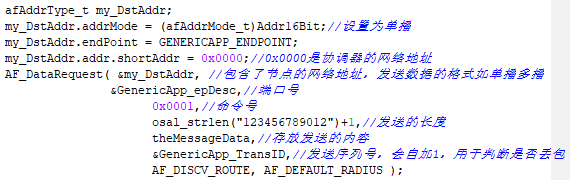 afAddrType_t my_DstAddr;
my_DstAddr.addrMode = (afAddrMode_t)Addr16Bit;//设置为单播
my_DstAddr.endPoint = GENERICAPP_ENDPOINT;
my_DstAddr.addr.shortAddr = 0x0000;//0x0000是协调器的网络地址
AF_DataRequest( &my_DstAddr, //包含了节点的网络地址，发送数据的格式如单播多播
&GenericApp_epDesc,//端口号
0x0001,//命令号
osal_strlen("123456789012")+1,//发送的长度
theMessageData,//存放发送的内容
&GenericApp_TransID,//发送序列号，会自加1，用于判断是否丢包
AF_DISCV_ROUTE, AF_DEFAULT_RADIUS );